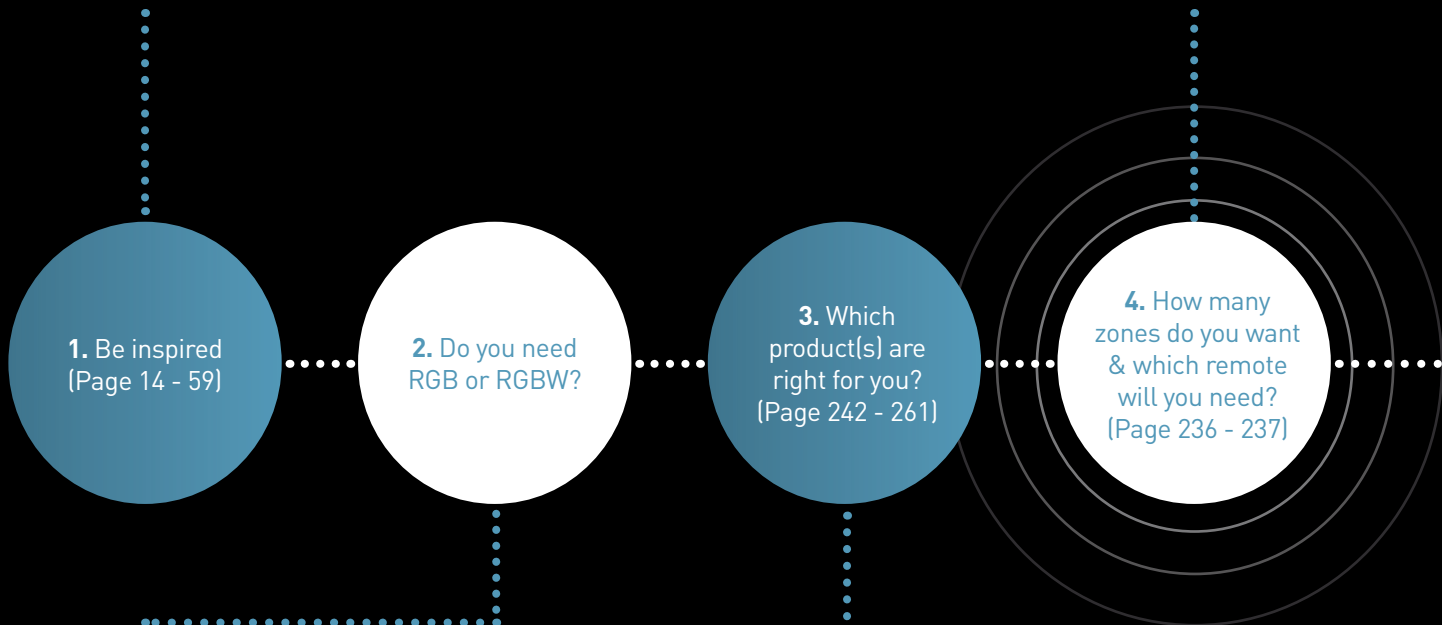 1. Be inspired
(Page 14 - 59)
2. Do you need
RGB or RGBW?
3. Which
product(s) are
right for you?
(Page 242 - 261)
4. How many
zones do you want
& which remote
will you need?
(Page 236 - 237)